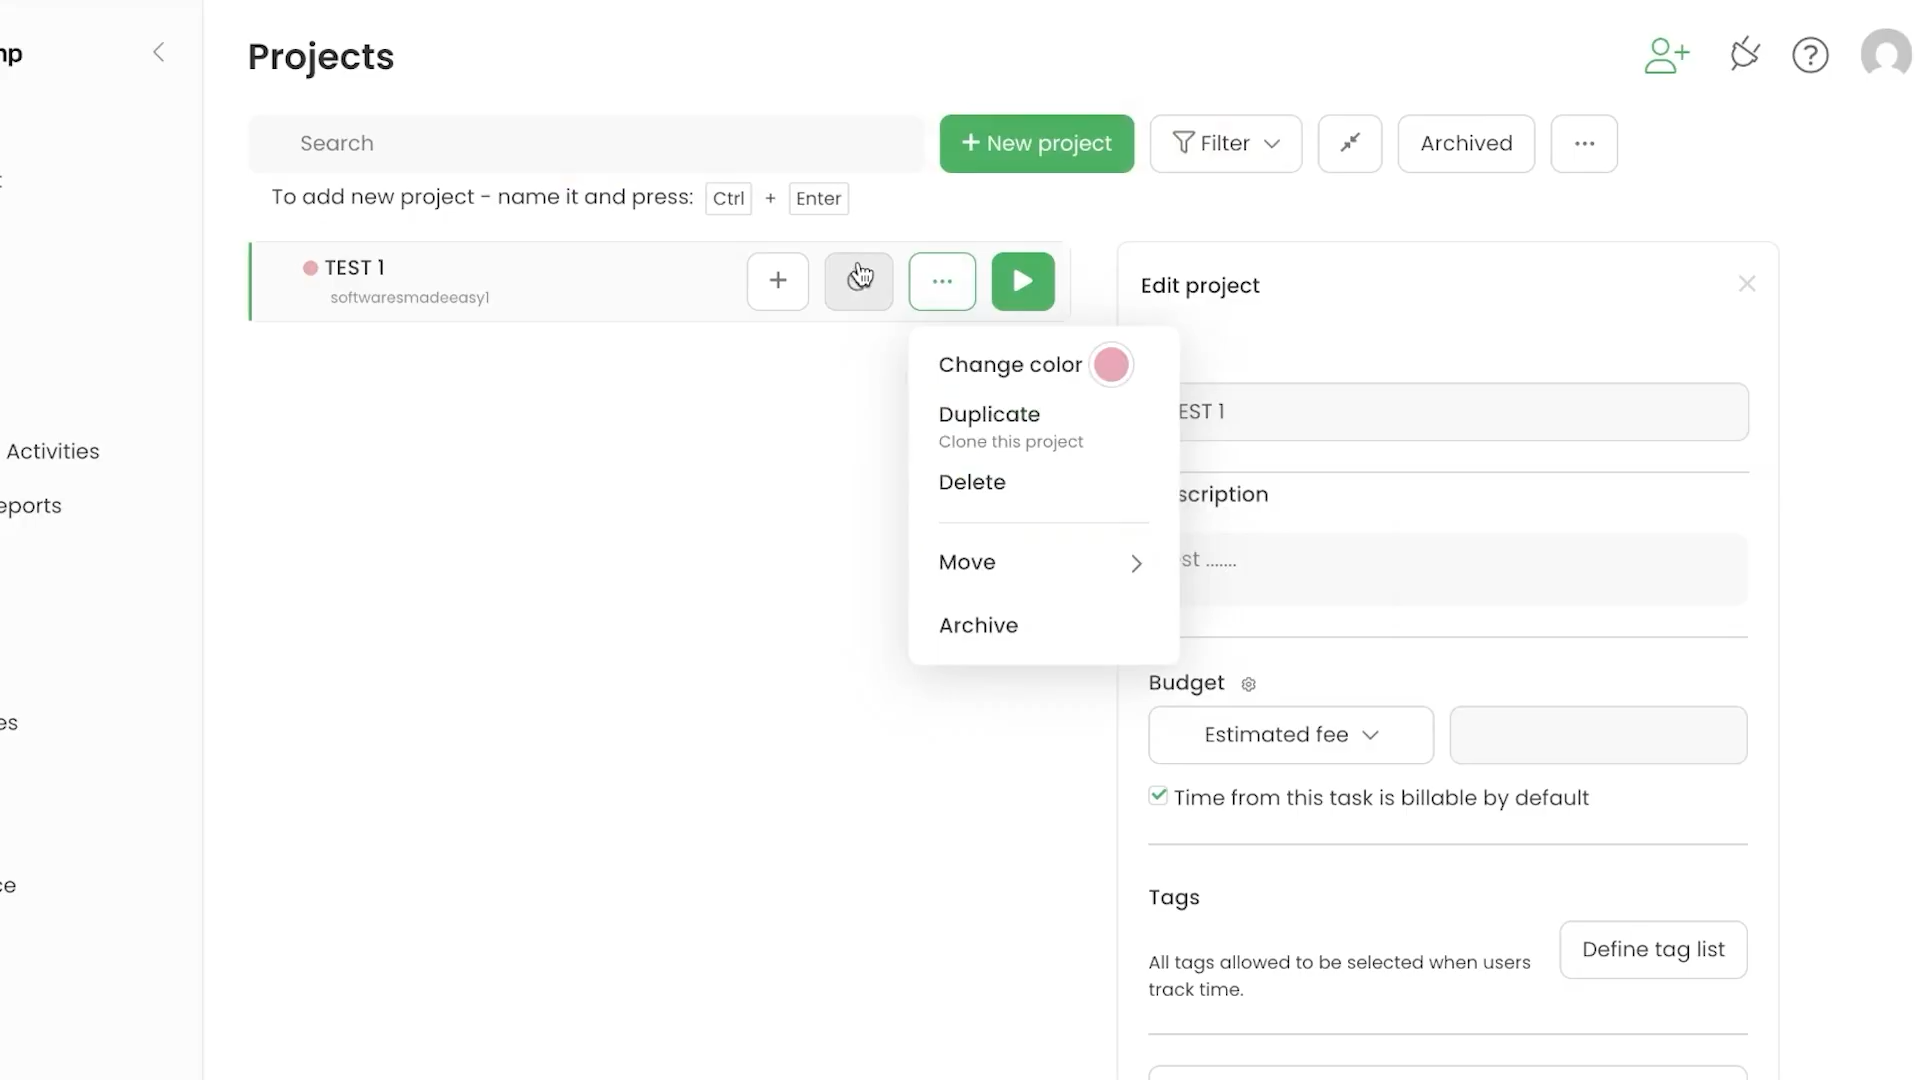 mp
Projects
Search
+ New project
Filter
Archived
...
To add new project - name it and press: Ctrl + Enter
TEST 1
softwaresmadeeasy1
+
...
Edit project
Change color
EST 1
Duplicate
Clone this project
Delete
scription
Move
st .......
Archive
Activities
eports
Budget
Estimated fee
es
Time from this task is billable by default
ce
Tags
All tags allowed to be selected when users
track time.
Define tag list